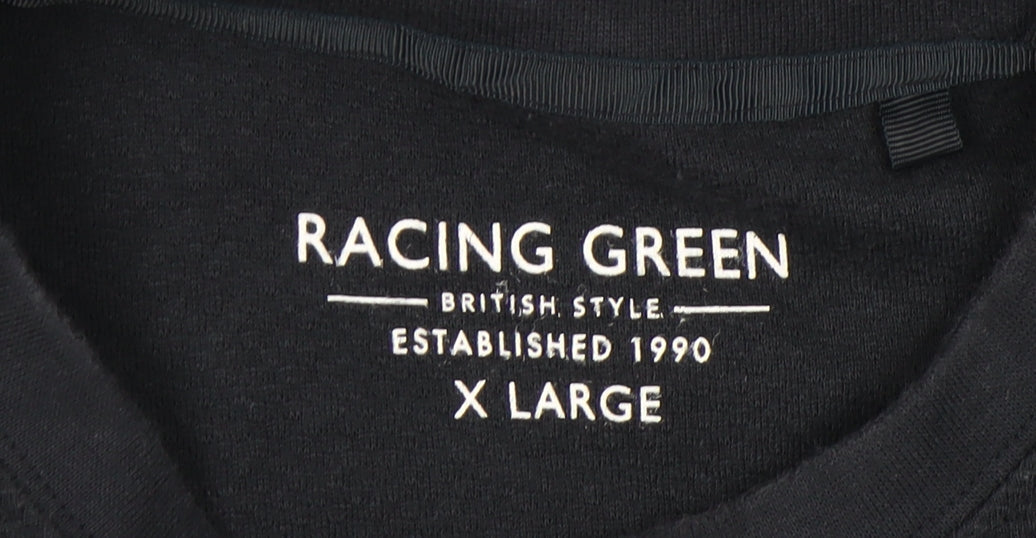 RACING GREEN
BRITISH STYLE
ESTABLISHED 1990
X LARGE